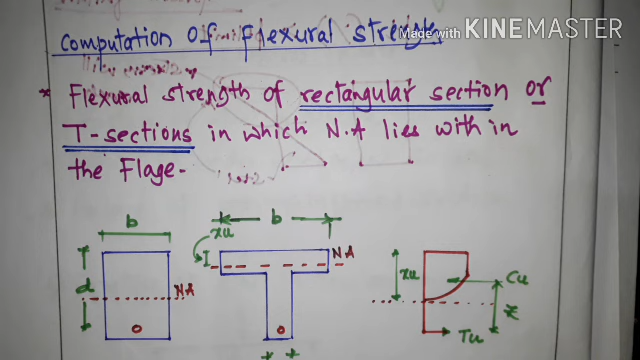 Made with KINEMASTER
Computation of Flexural strength
* Flexural strength of rectangular section or
T-sections in which N.A lies with in
the Flage-
b
b
xu
NA
xu
Cu
d
NA
z
Tu